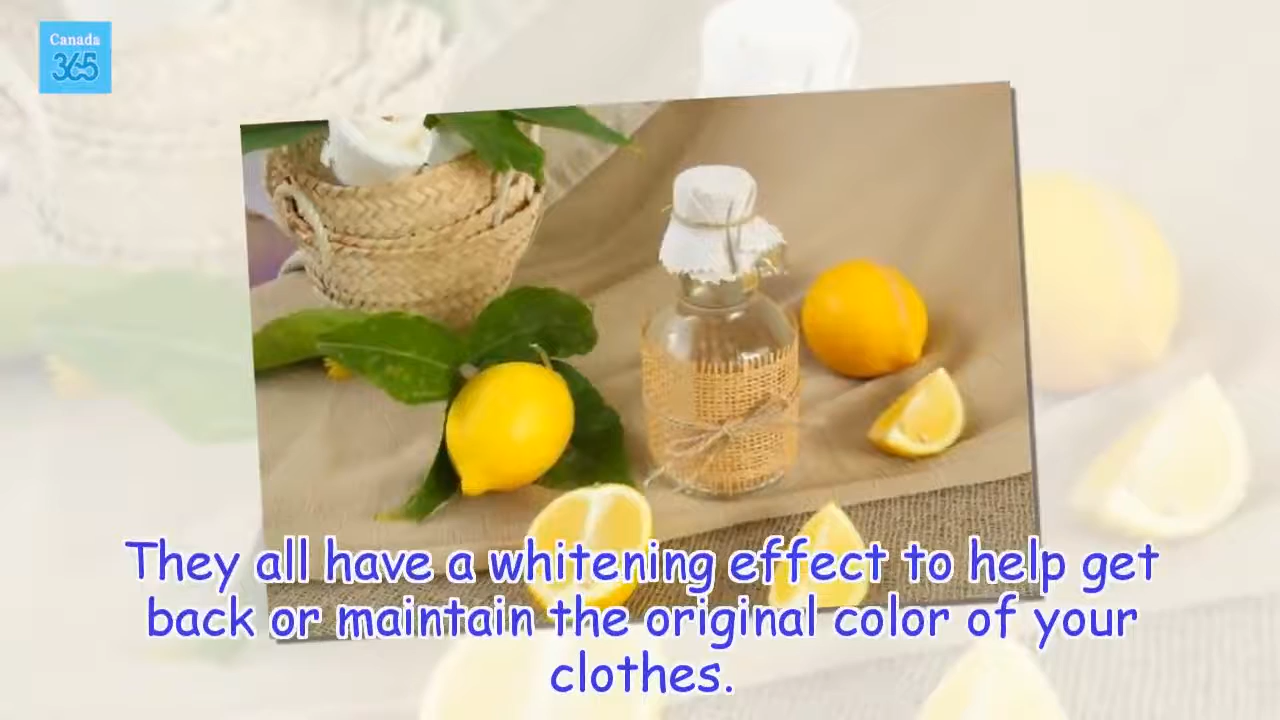 Canada
365
They all have a whitening effect to help get
back or maintain the original color of your
clothes.